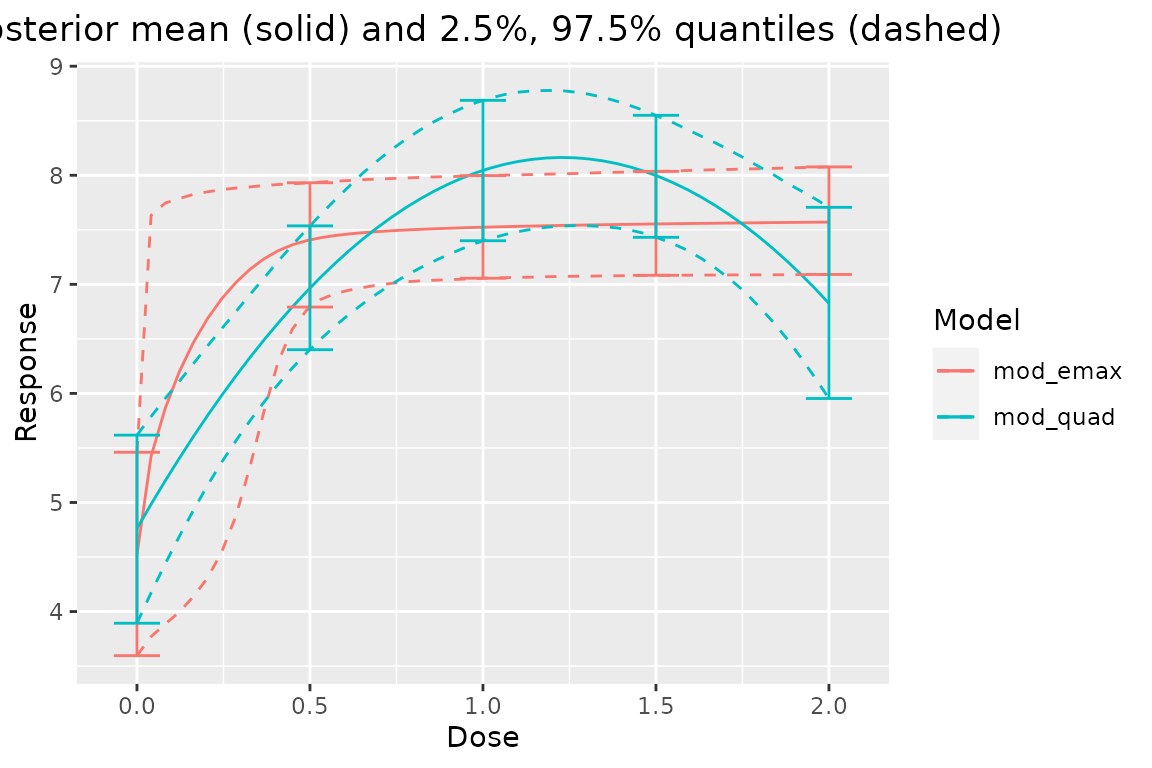 osterior mean (solid) and 2.5%, 97.5% quantiles (dashed)
9
8
7
6
5
4
Response
0.0 0.5 1.0 1.5 2.0
Dose
Model
mod_emax
mod_quad